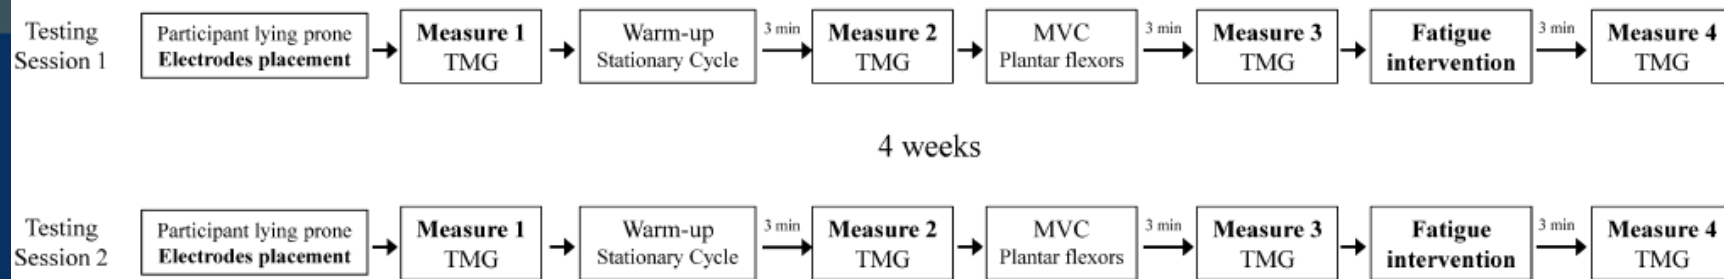 Testing
Session 1
Participant lying prone
Electrodes placement
Measure 1
TMG
Warm-up
Stationary Cycle
3 min
Measure 2
TMG
MVC
Plantar flexors
3 min
Measure 3
TMG
Fatigue
intervention
3 min
Measure 4
TMG
4 weeks
Testing
Session 2
Participant lying prone
Electrodes placement
Measure 1
TMG
Warm-up
Stationary Cycle
3 min
Measure 2
TMG
MVC
Plantar flexors
3 min
Measure 3
TMG
Fatigue
intervention
3 min
Measure 4
TMG